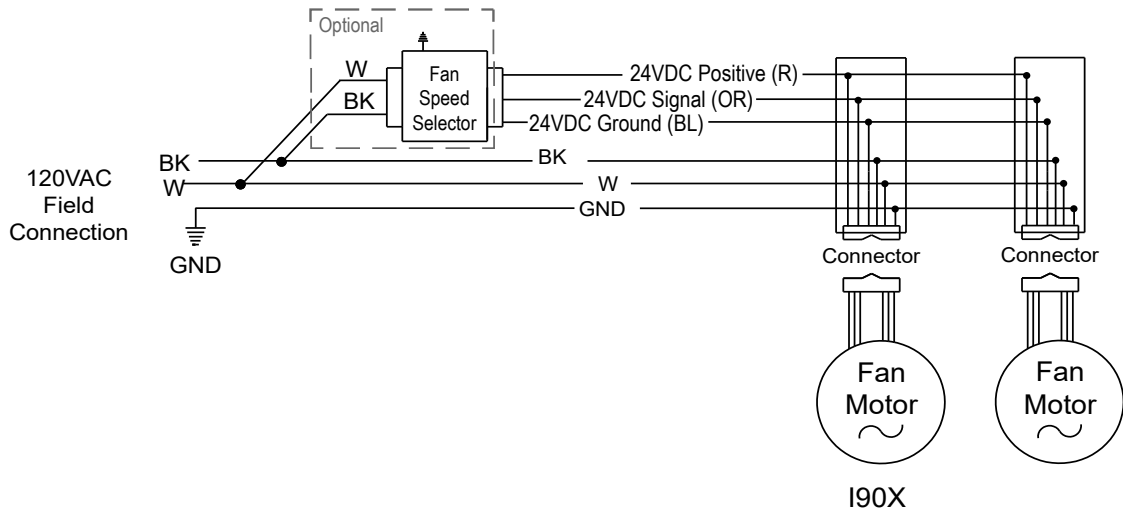 Optional
W
BK
Fan
Speed
Selector
24VDC Positive (R)
24VDC Signal (OR)
24VDC Ground (BL)
120VAC
Field
Connection
BK
W
GND
BK
W
GND
Connector
Connector
Fan
Motor
Fan
Motor
I90X